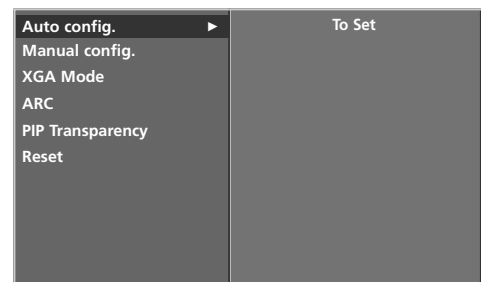 Auto config. ► To Set
Manual config.
XGA Mode
ARC
PIP Transparency
Reset